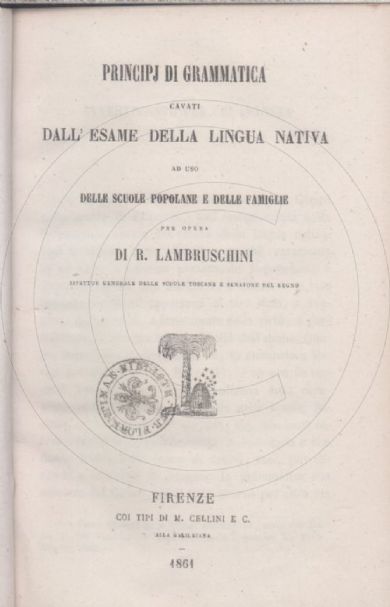 PRINCIPJ DI GRAMMATICA
CAVATI
DALL' ESAME DELLA LINGUA NATIVA
AD USO
DELLE SCUOLE POPOLANE E DELLE FAMIGLIE
PER OPERA
DI R. LAMBRUSCHINI
ISPETTOR GENERALE DELLE SCUOLE TOSCANE E SENATORE DEL REGNO
FIRENZE
COI TIPI DI M. CELLINI E C.
ALLA GALILEIANA
1861